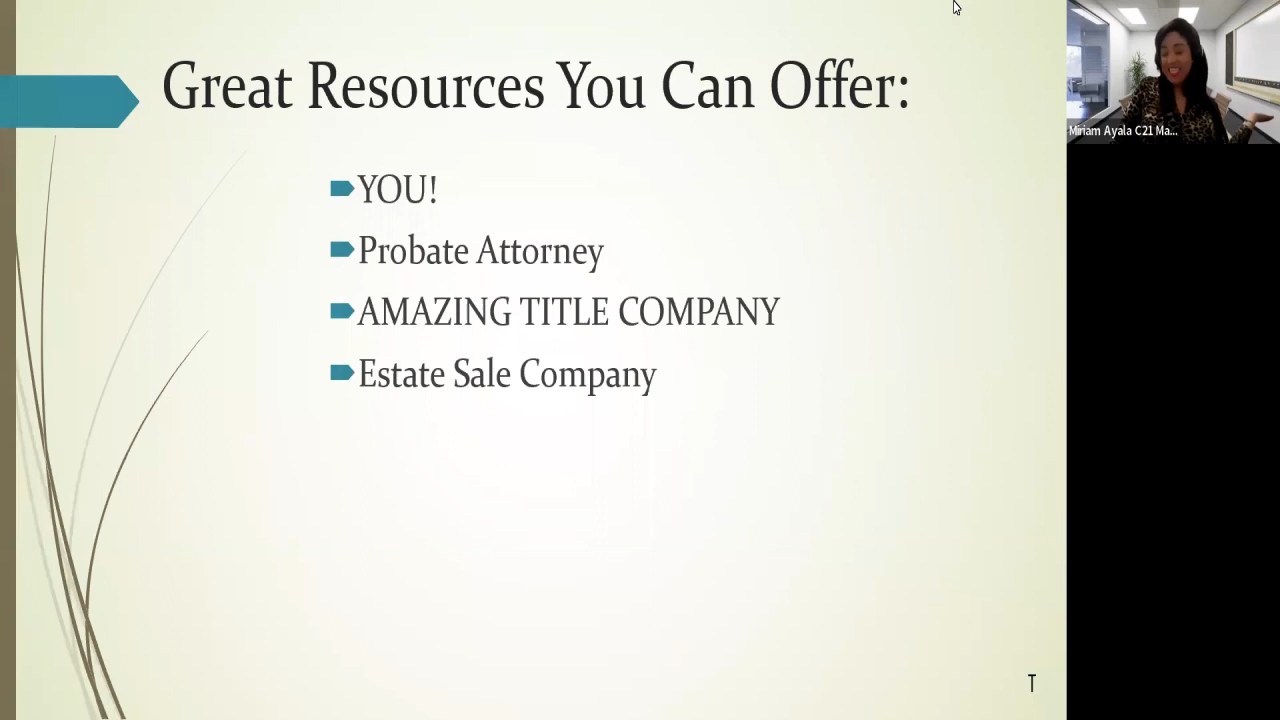 Great Resources You Can Offer:
YOU!
Probate Attorney
AMAZING TITLE COMPANY
Estate Sale Company
Miriam Ayala C21 Ma...
T